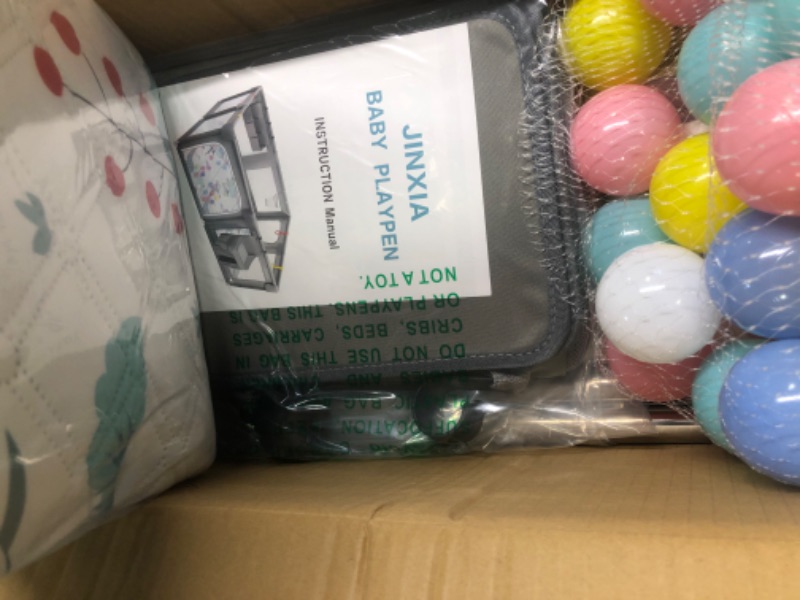 JINXIA
BABY PLAYPEN
INSTRUCTION Manual
DO NOT USE THIS BAG IN
CRIBS, BEDS, CARRIAGES
OR PLAYPENS. THIS BAG IS
NOT A TOY.